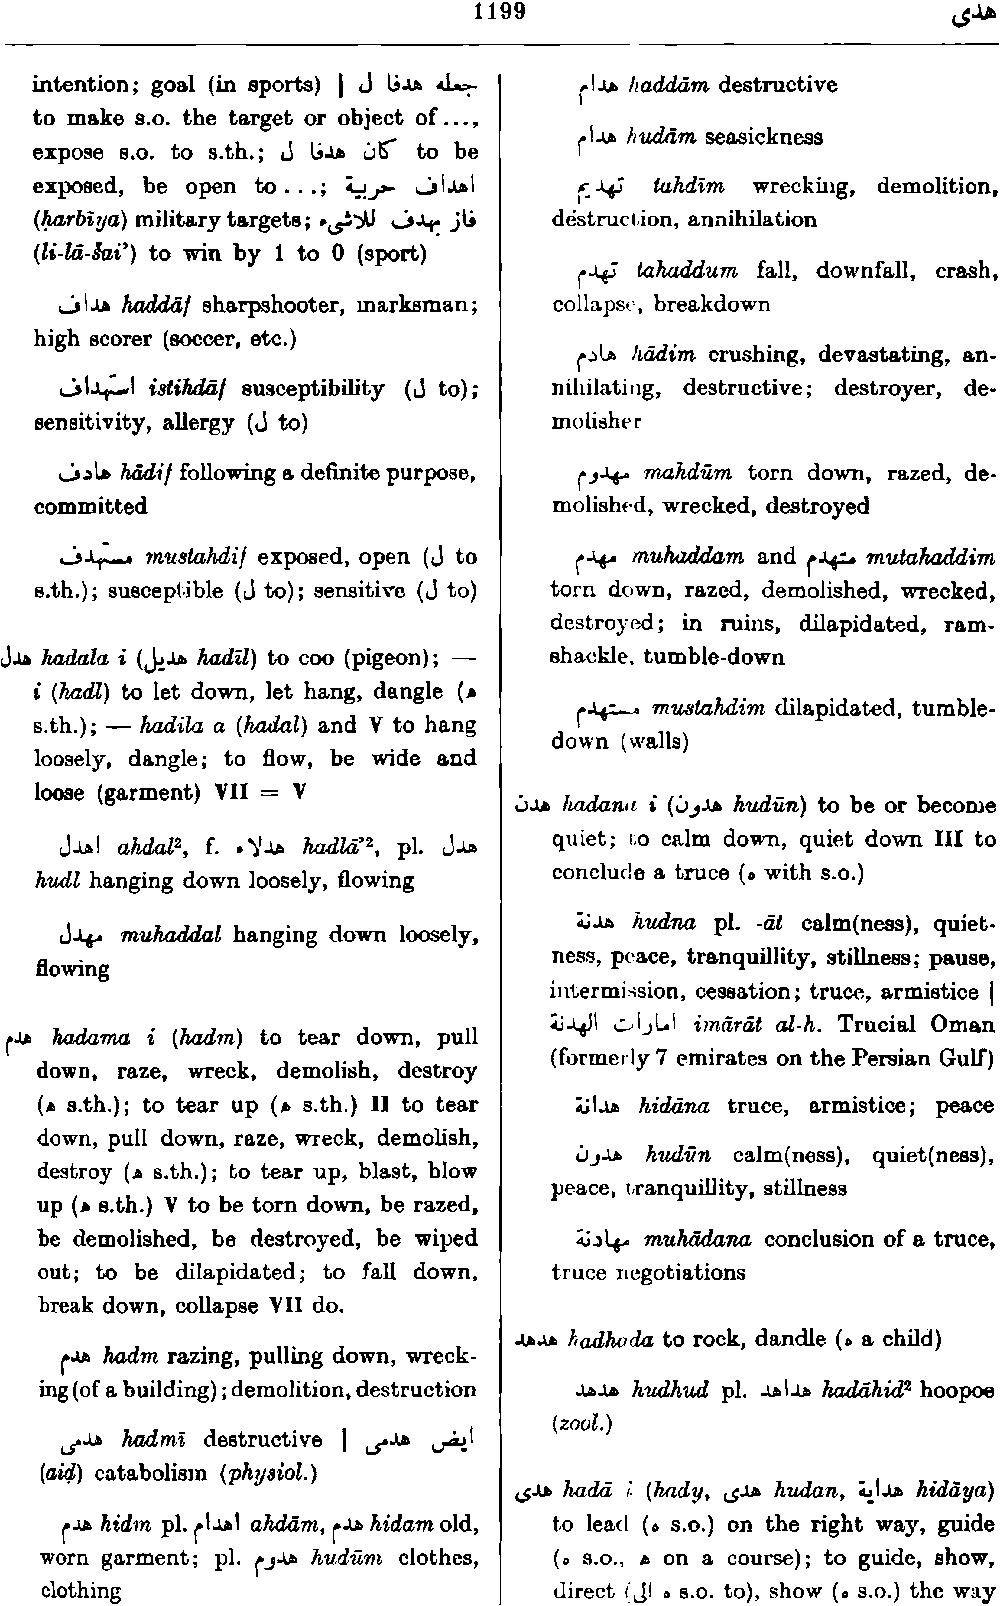 1199
هدى
intention; goal (in sports) | جعله هدفا ل
to make s.o. the target or object of ...,
expose s.o. to s.th.; كان هدفا ل to be
exposed, be open to ...; اهداف حربية
(ḥarbīya) military targets; فاز بهدف للاشىء
(li-lā-šai’) to win by 1 to 0 (sport)
هداف haddāf sharpshooter, marksman;
high scorer (soccer, etc.)
استهداف istihdāf susceptibility (ل to);
sensitivity, allergy (ل to)
هادف hādif following a definite purpose,
committed
مستهدف mustahdif exposed, open (ل to
s.th.); susceptible (ل to); sensitive (ل to)
هدل hadala i (هديل hadīl) to coo (pigeon); —
i (hadl) to let down, let hang, dangle (ه
s.th.); — hadila a (hadal) and V to hang
loosely, dangle; to flow, be wide and
loose (garment) VII = V
اهدل ahdal², f. هدلاء hadlā’², pl. هدل
hudl hanging down loosely, flowing
مهدل muhaddal hanging down loosely,
flowing
هدم hadama i (hadm) to tear down, pull
down, raze, wreck, demolish, destroy
(ه s.th.); to tear up (ه s.th.) II to tear
down, pull down, raze, wreck, demolish,
destroy (ه s.th.); to tear up, blast, blow
up (ه s.th.) V to be torn down, be razed,
be demolished, be destroyed, be wiped
out; to be dilapidated; to fall down,
break down, collapse VII do.
هدم hadm razing, pulling down, wreck-
ing (of a building); demolition, destruction
هدمى hadmī destructive | ايض هدمى
(aiḍ) catabolism (physiol.)
هدم hidm pl. اهدام ahdām, هدم hidam old,
worn garment; pl. هدوم hudūm clothes,
clothing
هدام haddām destructive
هدام hudām seasickness
تهديم tahdīm wrecking, demolition,
destruction, annihilation
تهدم tahaddum fall, downfall, crash,
collapse, breakdown
هادم hādim crushing, devastating, an-
nihilating, destructive; destroyer, de-
molisher
مهدوم mahdūm torn down, razed, de-
molished, wrecked, destroyed
مهدم muhaddam and متهدم mutahaddim
torn down, razed, demolished, wrecked,
destroyed; in ruins, dilapidated, ram-
shackle, tumble-down
مستهدم mustahdim dilapidated, tumble-
down (walls)
هدن hadana i (هدون hudūn) to be or become
quiet; to calm down, quiet down III to
conclude a truce (ه with s.o.)
هدنة hudna pl. -āt calm(ness), quiet-
ness, peace, tranquillity, stillness; pause,
intermission, cessation; truce, armistice |
امارات الهدنة imārāt al-h. Trucial Oman
(formerly 7 emirates on the Persian Gulf)
هدانة hidāna truce, armistice; peace
هدون hudūn calm(ness), quiet(ness),
peace, tranquillity, stillness
مهادنة muhādana conclusion of a truce,
truce negotiations
هدهد hadhada to rock, dandle (ه a child)
هدهد hudhud pl. هداهد hadāhid² hoopoe
(zool.)
هدى hadā i (hady, هدى hudan, هداية hidāya)
to lead (ه s.o.) on the right way, guide
(ه s.o., ه on a course); to guide, show,
direct (ه الى s.o. to), show (ه s.o.) the way